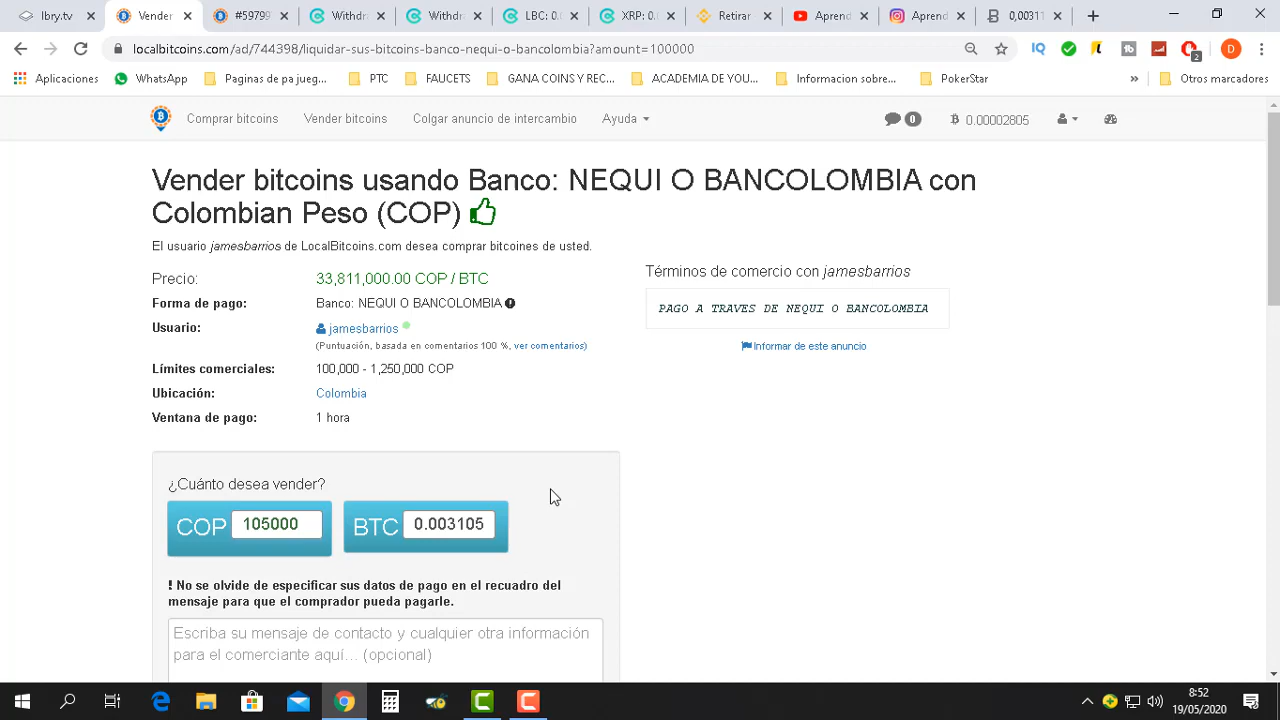 lbry.tv
Vender
#59799
Withdr
Withdr
LBC: 0.
XRP: 0.
Retiro
Aprend
Aprend
0,00313
localbitcoins.com/ad/744398/liquidar-sus-bitcoins-banco-nequi-o-bancolombia?amount=100000
IQ
D
2
Aplicaciones
WhatsApp
Paginas de pa jueg...
PTC
FAUCETS
GANA COINS Y REC...
ACADEMIA DE YOU...
Informacion sobre...
PokerStar
»
Otros marcadores
Comprar bitcoins
Vender bitcoins
Colgar anuncio de intercambio
Ayuda
0
0.00002805
Vender bitcoins usando Banco: NEQUI O BANCOLOMBIA con
Colombian Peso (COP)
El usuario jamesbarrios de LocalBitcoins.com desea comprar bitcoines de usted.
Precio: 33,811,000.00 COP / BTC
Forma de pago: Banco: NEQUI O BANCOLOMBIA
Usuario: jamesbarrios
(Puntuación, basada en comentarios 100 %, ver comentarios)
Límites comerciales: 100,000 - 1,250,000 COP
Ubicación: Colombia
Ventana de pago: 1 hora
Términos de comercio con jamesbarrios
PAGO A TRAVES DE NEQUI O BANCOLOMBIA
Informar de este anuncio
¿Cuánto desea vender?
COP 105000
BTC 0.003105
! No se olvide de especificar sus datos de pago en el recuadro del
mensaje para que el comprador pueda pagarle.
Escriba su mensaje de contacto y cualquier otra información
para el comerciante aquí... (opcional)
8:52
19/05/2020